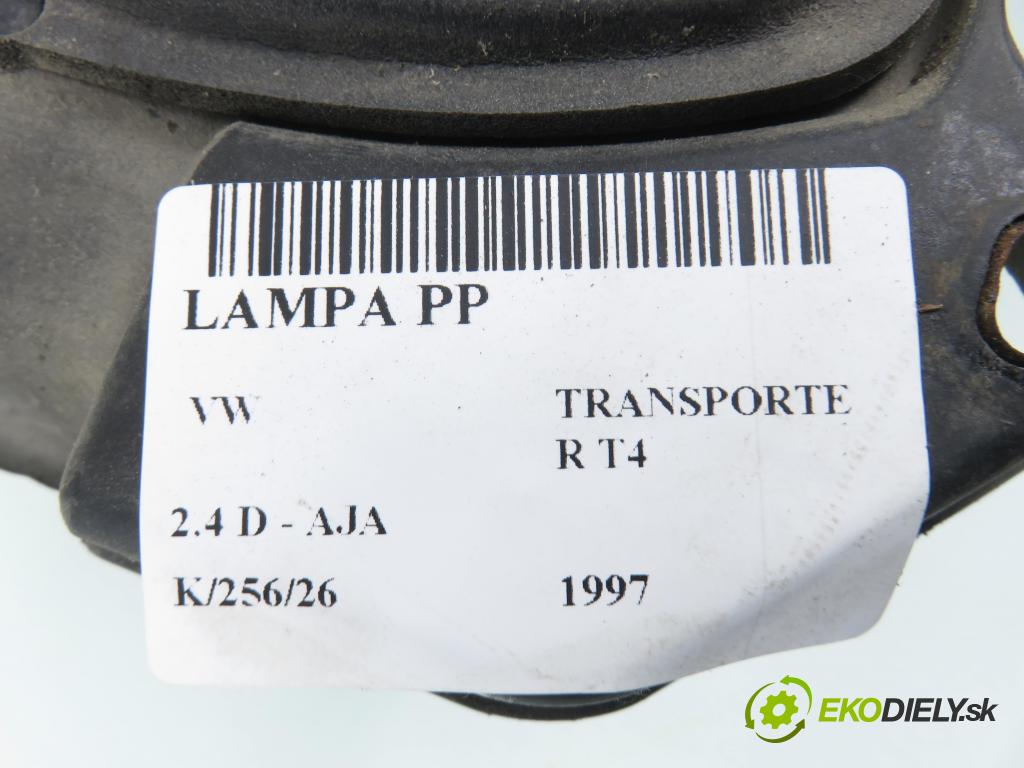 LAMPA PP
VW
TRANSPORTE
R T4
2.4 D - AJA
K/256/26
1997
EKODIELY.sk